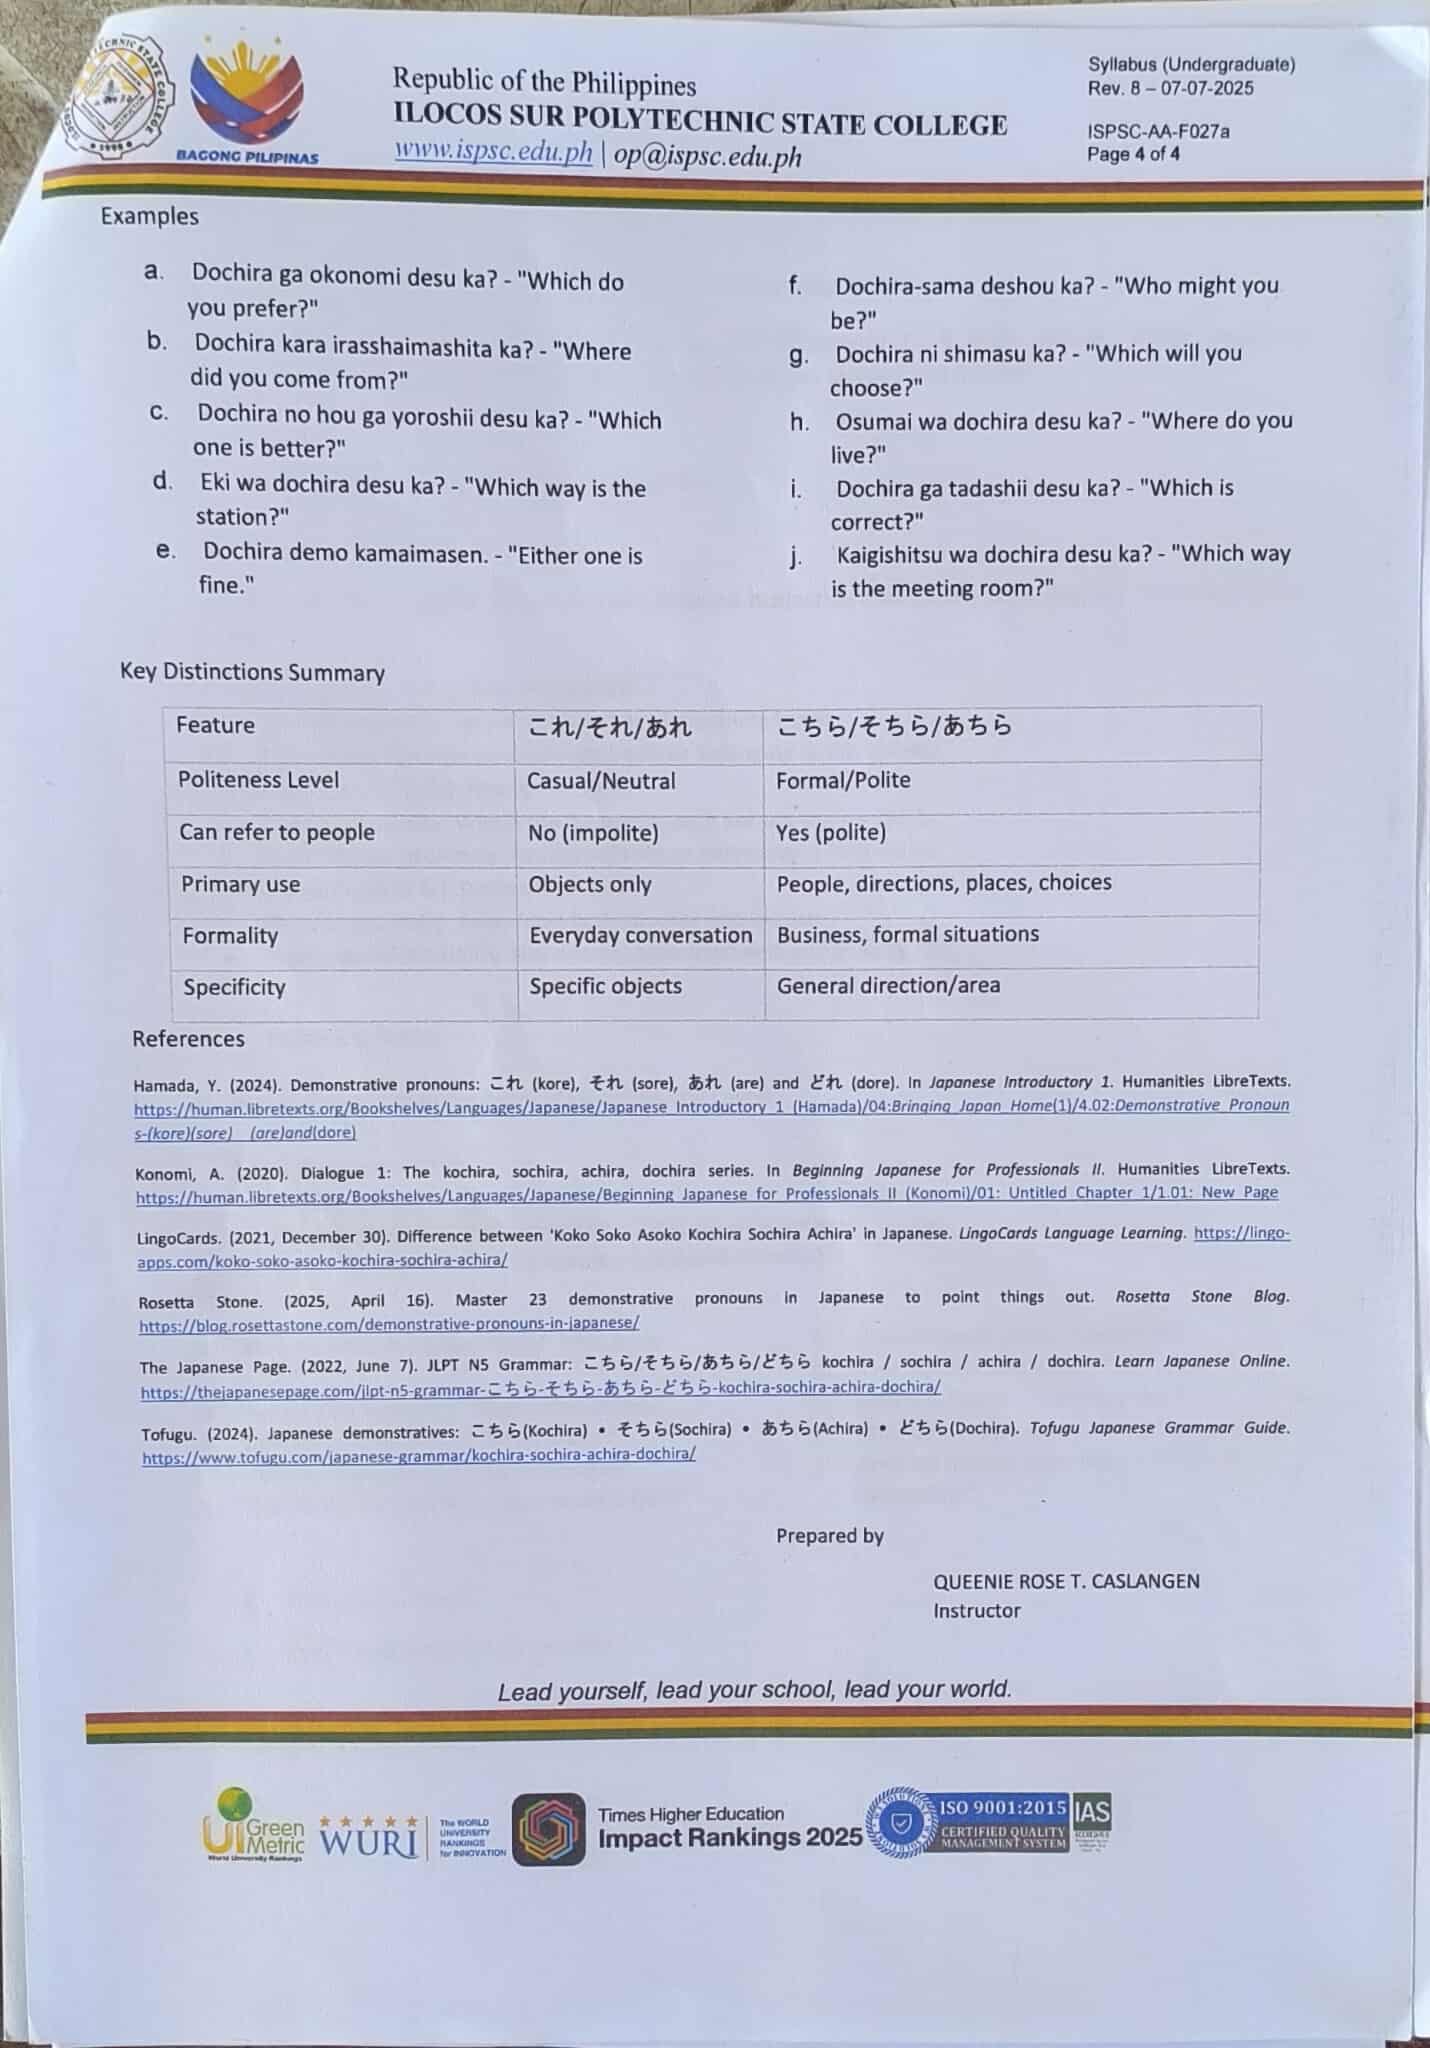 Republic of the Philippines
ILOCOS SUR POLYTECHNIC STATE COLLEGE
www.ispsc.edu.ph | op@ispsc.edu.ph
BAGONG PILIPINAS
Syllabus (Undergraduate)
Rev. 8 – 07-07-2025
ISPSC-AA-F027a
Page 4 of 4
Examples
a. Dochira ga okonomi desu ka? - "Which do
you prefer?"
b. Dochira kara irasshaimashita ka? - "Where
did you come from?"
c. Dochira no hou ga yoroshii desu ka? - "Which
one is better?"
d. Eki wa dochira desu ka? - "Which way is the
station?"
e. Dochira demo kamaimasen. - "Either one is
fine."
f. Dochira-sama deshou ka? - "Who might you
be?"
g. Dochira ni shimasu ka? - "Which will you
choose?"
h. Osumai wa dochira desu ka? - "Where do you
live?"
i. Dochira ga tadashii desu ka? - "Which is
correct?"
j. Kaigishitsu wa dochira desu ka? - "Which way
is the meeting room?"
Key Distinctions Summary
Feature これ/それ/あれ こちら/そちら/あちら
Politeness Level Casual/Neutral Formal/Polite
Can refer to people No (impolite) Yes (polite)
Primary use Objects only People, directions, places, choices
Formality Everyday conversation Business, formal situations
Specificity Specific objects General direction/area
References
Hamada, Y. (2024). Demonstrative pronouns: これ (kore), それ (sore), あれ (are) and どれ (dore). In Japanese Introductory 1. Humanities LibreTexts.
https://human.libretexts.org/Bookshelves/Languages/Japanese/Japanese_Introductory_1_(Hamada)/04:Bringing_Japan_Home(1)/4.02:Demonstrative_Pronoun
s-(kore)(sore)__(are)and(dore)
Konomi, A. (2020). Dialogue 1: The kochira, sochira, achira, dochira series. In Beginning Japanese for Professionals II. Humanities LibreTexts.
https://human.libretexts.org/Bookshelves/Languages/Japanese/Beginning_Japanese_for_Professionals_II_(Konomi)/01:_Untitled_Chapter_1/1.01:_New_Page
LingoCards. (2021, December 30). Difference between 'Koko Soko Asoko Kochira Sochira Achira' in Japanese. LingoCards Language Learning. https://lingo-
apps.com/koko-soko-asoko-kochira-sochira-achira/
Rosetta Stone. (2025, April 16). Master 23 demonstrative pronouns in Japanese to point things out. Rosetta Stone Blog.
https://blog.rosettastone.com/demonstrative-pronouns-in-japanese/
The Japanese Page. (2022, June 7). JLPT N5 Grammar: こちら/そちら/あちら/どちら kochira / sochira / achira / dochira. Learn Japanese Online.
https://thejapanesepage.com/jlpt-n5-grammar-こちら-そちら-あちら-どちら-kochira-sochira-achira-dochira/
Tofugu. (2024). Japanese demonstratives: こちら(Kochira) • そちら(Sochira) • あちら(Achira) • どちら(Dochira). Tofugu Japanese Grammar Guide.
https://www.tofugu.com/japanese-grammar/kochira-sochira-achira-dochira/
Prepared by
QUEENIE ROSE T. CASLANGEN
Instructor
Lead yourself, lead your school, lead your world.
UI Green
Metric
World University Rankings
WURI
The WORLD
UNIVERSITY
RANKINGS
for INNOVATION
Times Higher Education
Impact Rankings 2025
ISO 9001:2015
CERTIFIED QUALITY
MANAGEMENT SYSTEM
IAS